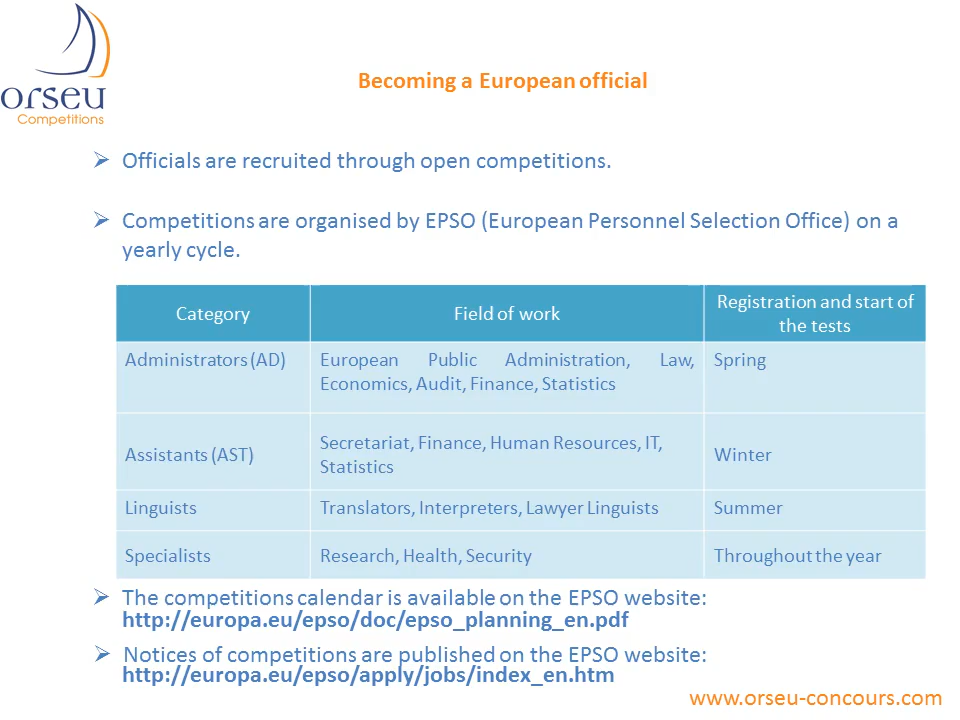 orseu
Competitions
Becoming a European official
Officials are recruited through open competitions.
Competitions are organised by EPSO (European Personnel Selection Office) on a
yearly cycle.
Category
Field of work
Registration and start of
the tests
Administrators (AD)
European Public Administration, Law,
Economics, Audit, Finance, Statistics
Spring
Assistants (AST)
Secretariat, Finance, Human Resources, IT,
Statistics
Winter
Linguists
Translators, Interpreters, Lawyer Linguists
Summer
Specialists
Research, Health, Security
Throughout the year
The competitions calendar is available on the EPSO website:
http://europa.eu/epso/doc/epso_planning_en.pdf
Notices of competitions are published on the EPSO website:
http://europa.eu/epso/apply/jobs/index_en.htm
www.orseu-concours.com